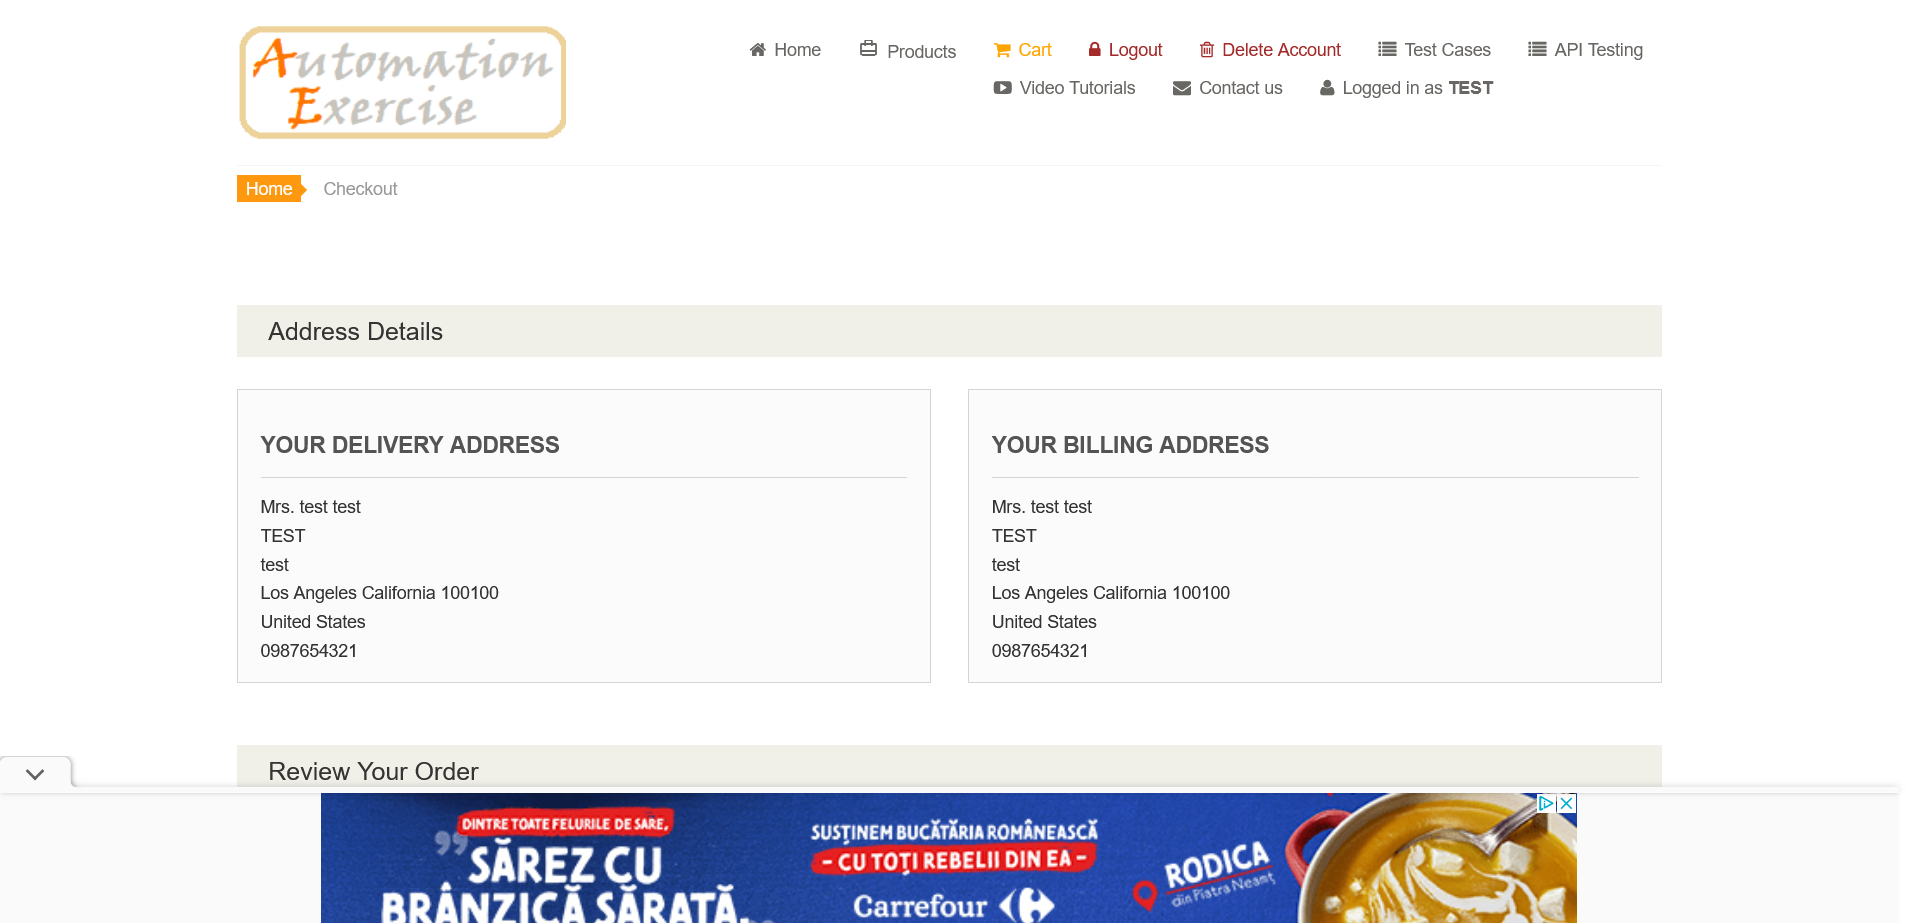 Automation
Exercise
Home
Products
Cart
Logout
Delete Account
Test Cases
API Testing
Video Tutorials
Contact us
Logged in as TEST
Home
Checkout
Address Details
YOUR DELIVERY ADDRESS
Mrs. test test
TEST
test
Los Angeles California 100100
United States
0987654321
YOUR BILLING ADDRESS
Mrs. test test
TEST
test
Los Angeles California 100100
United States
0987654321
Review Your Order
DINTRE TOATE FELURILE DE SARE,
SĂREZ CU
BRÂNZICĂ SĂRATĂ.
SUSȚINEM BUCĂTĂRIA ROMÂNEASCĂ
- CU TOȚI REBELII DIN EA -
Carrefour
RODICA
din Piatra Neamț